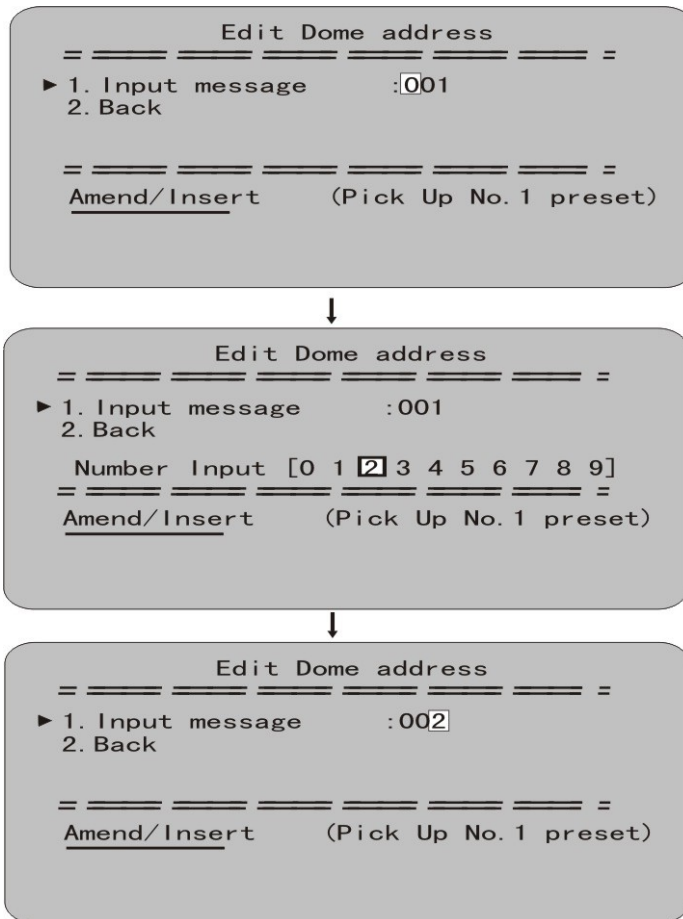 Edit Dome address
= ==== ==== ==== ==== ==== ==== =
► 1. Input message :001
2. Back
= ==== ==== ==== ==== ==== ==== =
Amend/Insert (Pick Up No. 1 preset)
Edit Dome address
= ==== ==== ==== ==== ==== ==== =
► 1. Input message :001
2. Back
Number Input [0 1 2 3 4 5 6 7 8 9]
= ==== ==== ==== ==== ==== ==== =
Amend/Insert (Pick Up No. 1 preset)
Edit Dome address
= ==== ==== ==== ==== ==== ==== =
► 1. Input message :002
2. Back
= ==== ==== ==== ==== ==== ==== =
Amend/Insert (Pick Up No. 1 preset)